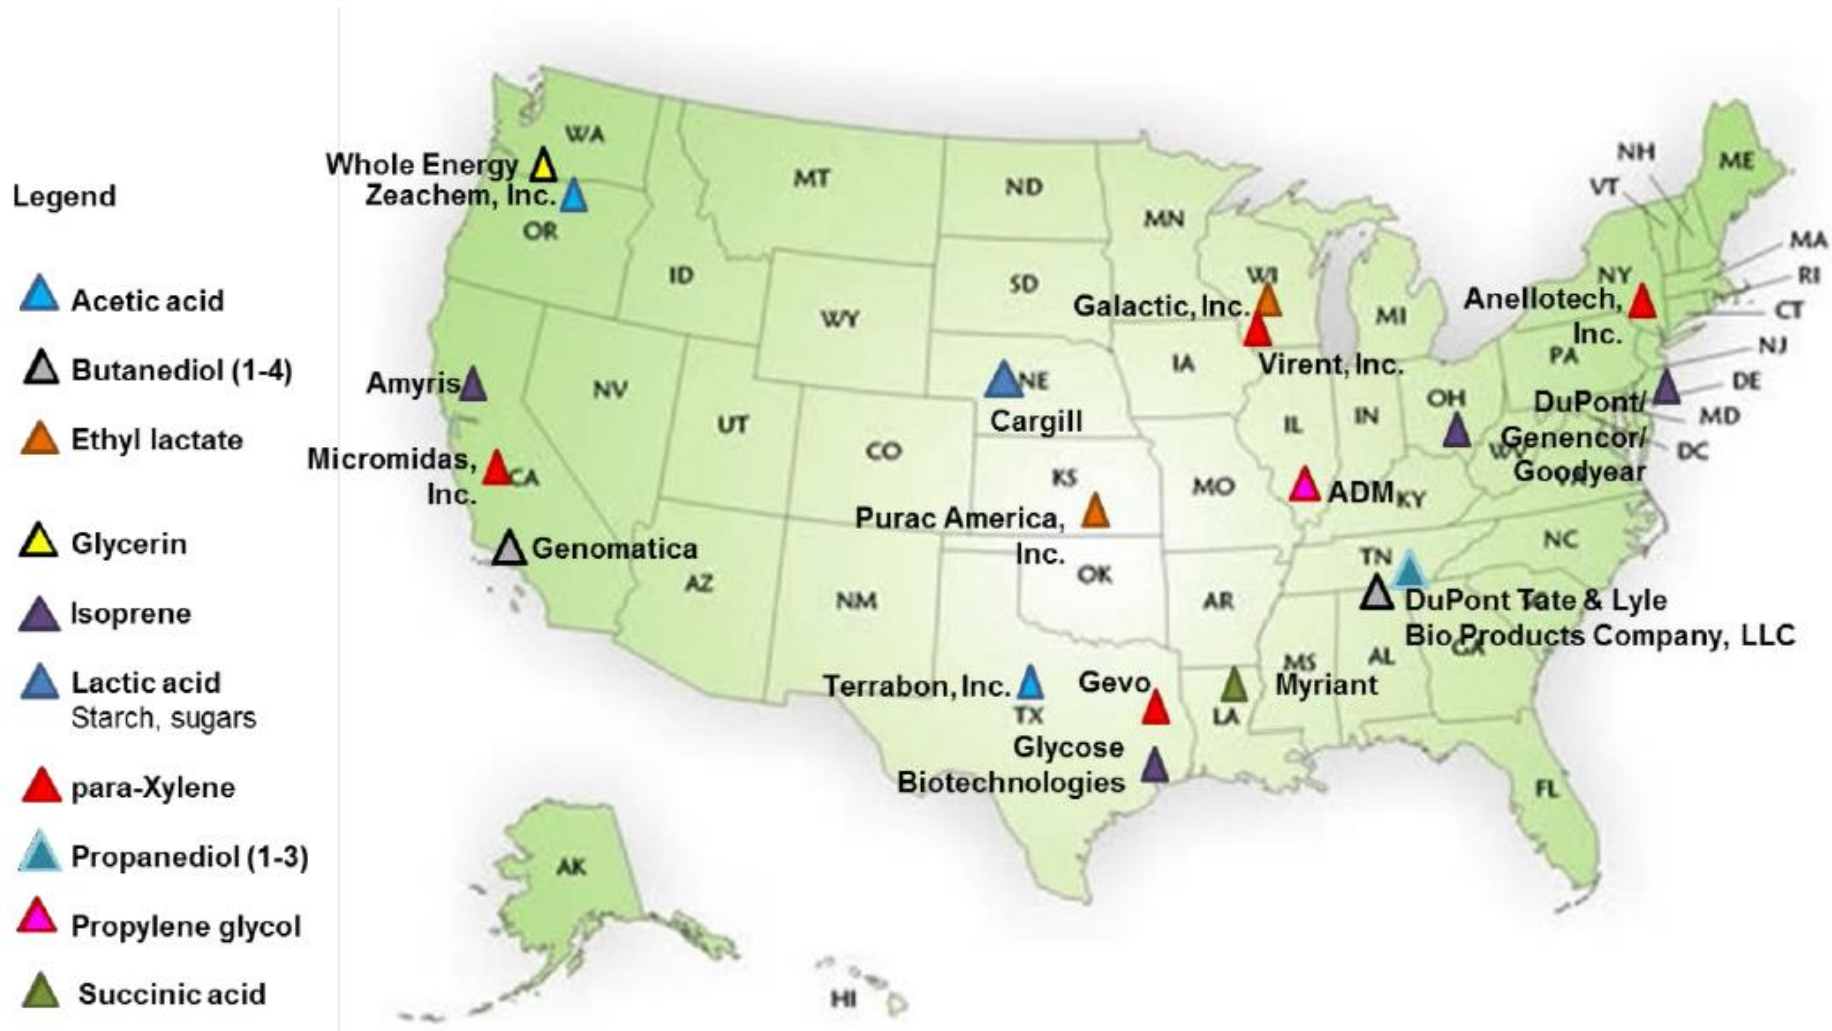 Legend
Acetic acid
Butanediol (1-4)
Ethyl lactate
Glycerin
Isoprene
Lactic acid
Starch, sugars
para-Xylene
Propanediol (1-3)
Propylene glycol
Succinic acid
WA
Whole Energy
Zeachem, Inc.
OR
MT
ID
ND
MN
SD
WY
WI
Galactic, Inc.
Virent, Inc.
MI
NH
VT
ME
MA
RI
CT
NJ
DE
MD
DC
NY
Anellotech,
Inc.
PA
Amyris
NV
UT
CO
NE
Cargill
IA
IL
IN
OH
DuPont/
Genencor/
Goodyear
WV
VA
Micromidas,
Inc.
CA
KS
MO
ADM
KY
Purac America,
Inc.
Genomatica
AZ
NM
OK
AR
TN
NC
DuPont Tate & Lyle
Bio Products Company, LLC
SC
GA
AL
MS
Myriant
LA
Terrabon, Inc.
TX
Gevo
Glycose
Biotechnologies
FL
AK
HI